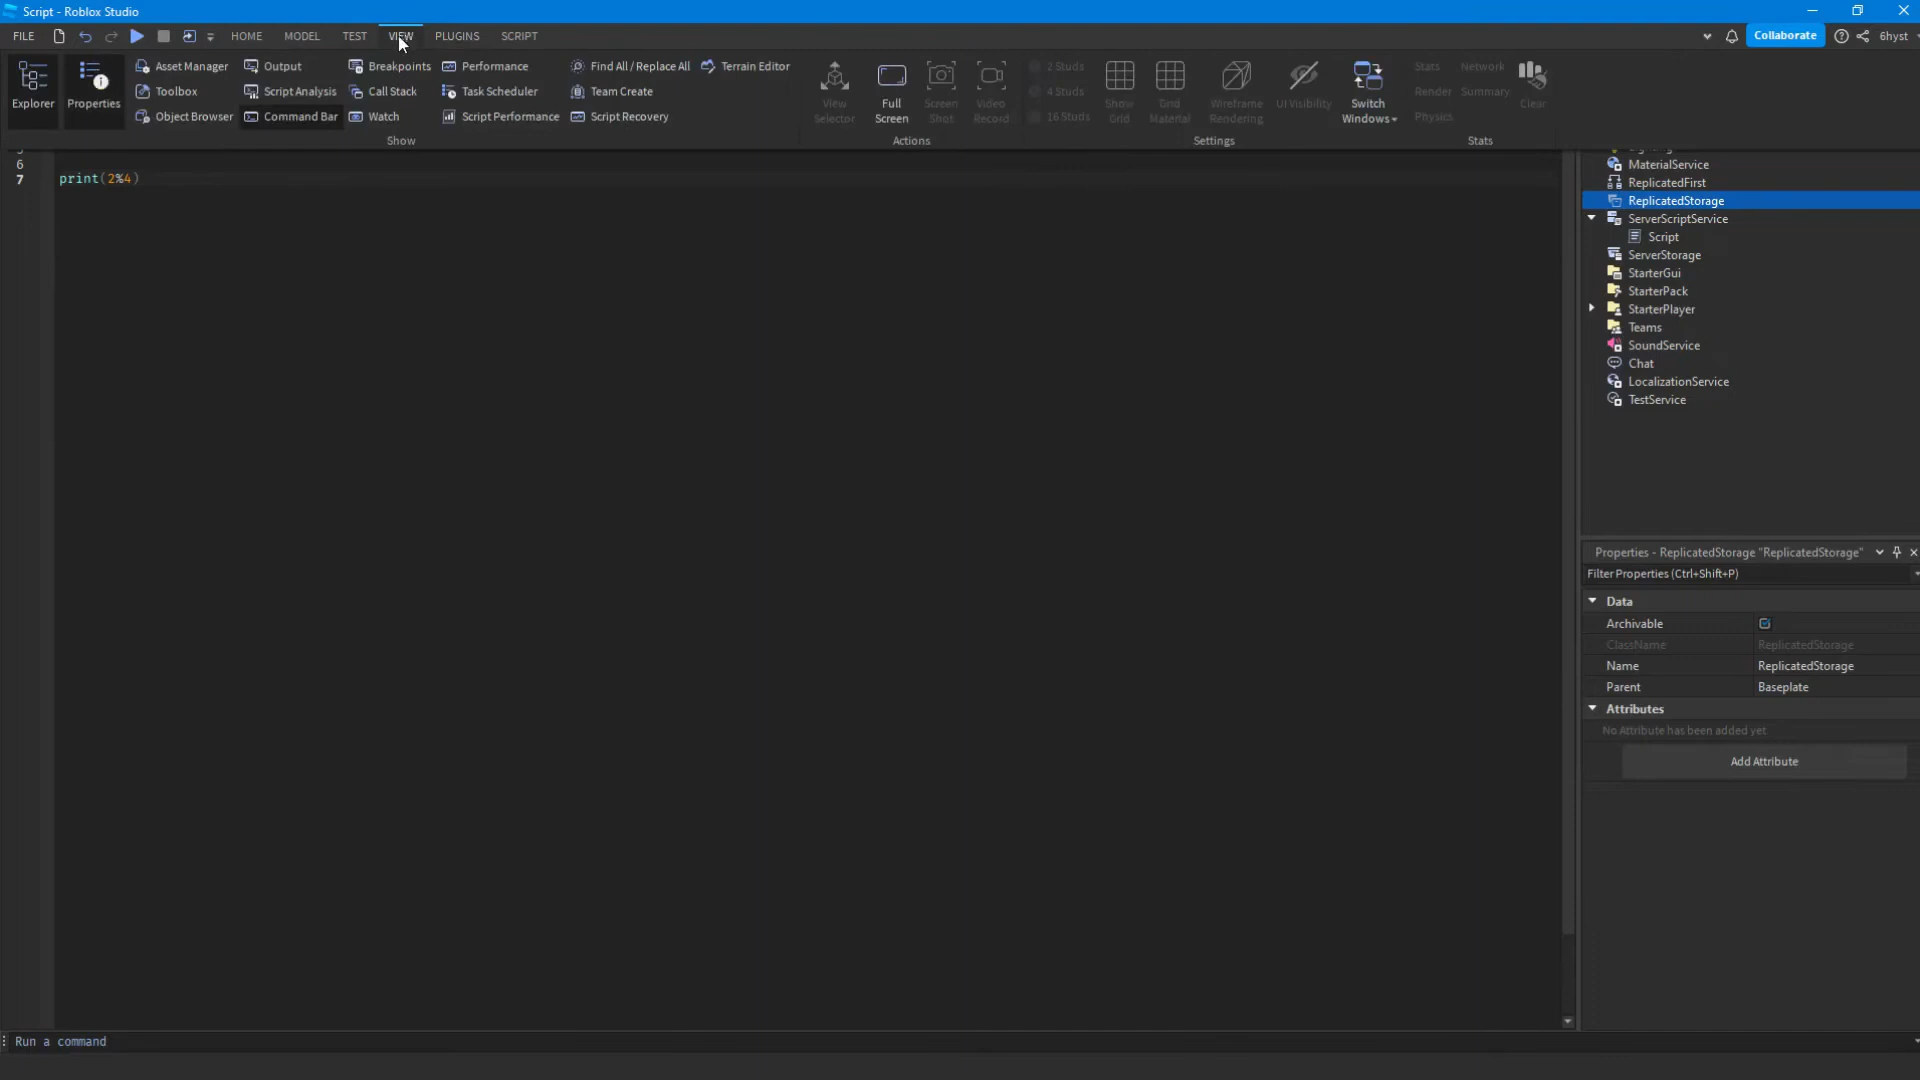 Script - Roblox Studio
FILE HOME MODEL TEST VIEW PLUGINS SCRIPT Collaborate 6hyst
Explorer
Properties
Asset Manager
Toolbox
Object Browser
Output
Script Analysis
Command Bar
Breakpoints
Call Stack
Watch
Performance
Task Scheduler
Script Performance
Find All / Replace All
Team Create
Script Recovery
Terrain Editor
Show
View
Selector
Full
Screen
Screen
Shot
Video
Record
Actions
2 Studs
4 Studs
16 Studs
Show
Grid
Grid
Material
Wireframe
Rendering
UI Visibility
Switch
Windows
Settings
Stats
Render
Physics
Network
Summary
Clear
Stats
6
7 print(2%4)
MaterialService
ReplicatedFirst
ReplicatedStorage
ServerScriptService
Script
ServerStorage
StarterGui
StarterPack
StarterPlayer
Teams
SoundService
Chat
LocalizationService
TestService
Properties - ReplicatedStorage "ReplicatedStorage"
Filter Properties (Ctrl+Shift+P)
Data
Archivable
ClassName ReplicatedStorage
Name ReplicatedStorage
Parent Baseplate
Attributes
No Attribute has been added yet
Add Attribute
Run a command